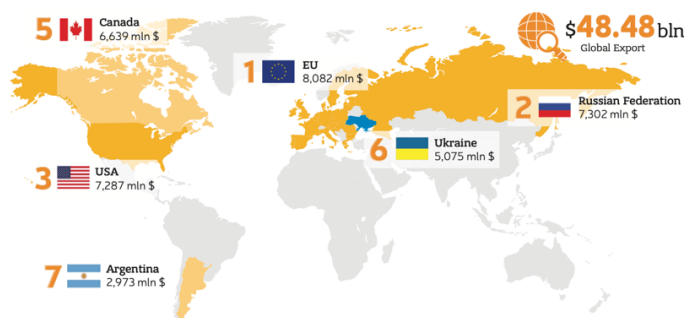 5 Canada
6,639 mln $
$48.48 bln
Global Export
1 EU
8,082 mln $
2 Russian Federation
7,302 mln $
6 Ukraine
5,075 mln $
3 USA
7,287 mln $
7 Argentina
2,973 mln $